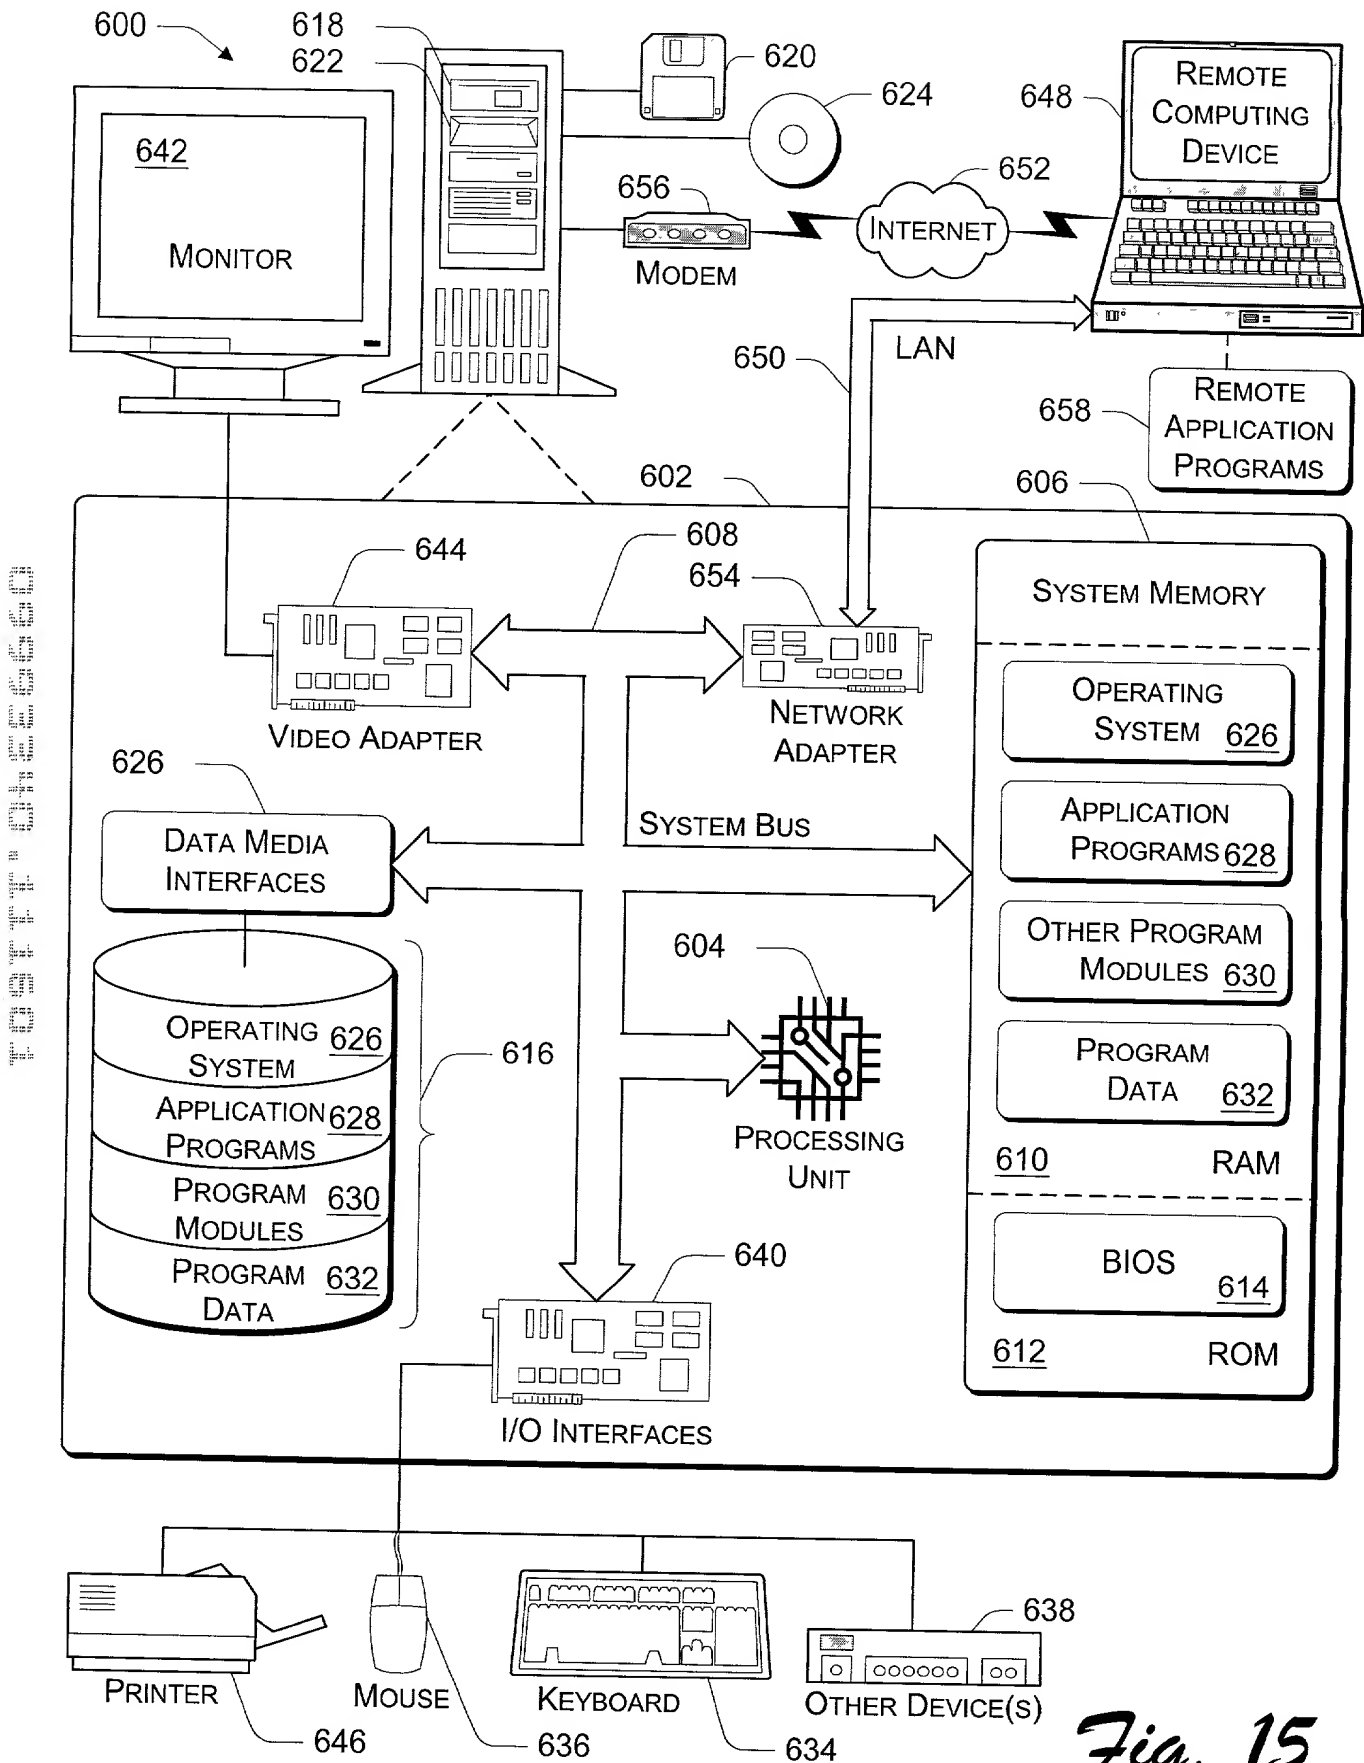 600
618
622
620
624
648
REMOTE
COMPUTING
DEVICE
642
MONITOR
656
MODEM
652
INTERNET
650
LAN
658
REMOTE
APPLICATION
PROGRAMS
602
606
644
608
654
VIDEO ADAPTER
NETWORK
ADAPTER
SYSTEM MEMORY
OPERATING
SYSTEM 626
APPLICATION
PROGRAMS 628
OTHER PROGRAM
MODULES 630
PROGRAM
DATA 632
610 RAM
BIOS
614
612 ROM
626
DATA MEDIA
INTERFACES
SYSTEM BUS
604
PROCESSING
UNIT
OPERATING 626
SYSTEM
616
APPLICATION 628
PROGRAMS
PROGRAM 630
MODULES
PROGRAM 632
DATA
640
I/O INTERFACES
PRINTER
646
MOUSE
636
KEYBOARD
634
638
OTHER DEVICE(S)
Fig. 15